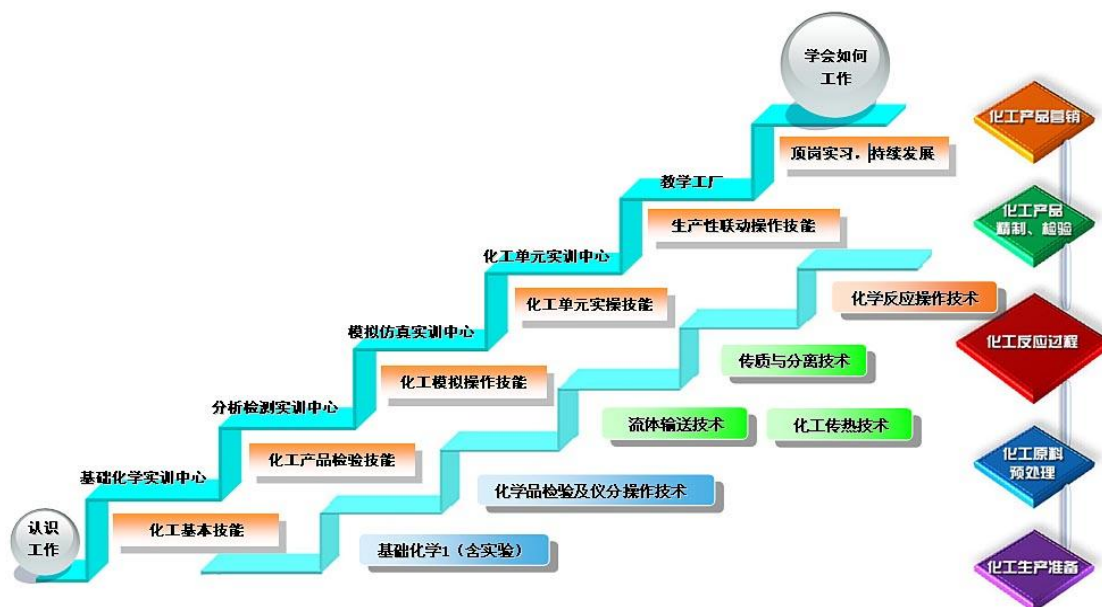 学会如何
工作
化工产品营销
顶岗实习，持续发展
教学工厂
化工产品
精制、检验
生产性联动操作技能
化工单元实训中心
化工单元实操技能
化学反应操作技术
模拟仿真实训中心
化工反应过程
传质与分离技术
化工模拟操作技能
分析检测实训中心
流体输送技术
化工传热技术
化工产品检验技能
化工原料
预处理
基础化学实训中心
化学品检验及仪分操作技术
认识
工作
化工基本技能
基础化学1（含实验）
化工生产准备